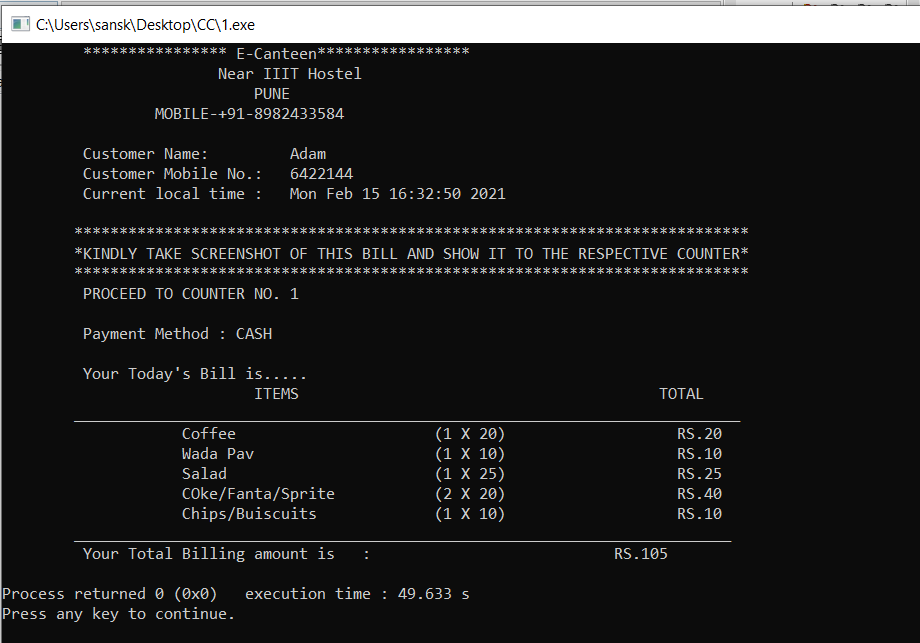 C:\Users\sansk\Desktop\CC\1.exe
**************** E-Canteen*****************
Near IIIT Hostel
PUNE
MOBILE-+91-8982433584
Customer Name: Adam
Customer Mobile No.: 6422144
Current local time : Mon Feb 15 16:32:50 2021
***************************************************************************
*KINDLY TAKE SCREENSHOT OF THIS BILL AND SHOW IT TO THE RESPECTIVE COUNTER*
***************************************************************************
PROCEED TO COUNTER NO. 1
Payment Method : CASH
Your Today's Bill is.....
ITEMS TOTAL
Coffee (1 X 20) RS.20
Wada Pav (1 X 10) RS.10
Salad (1 X 25) RS.25
COke/Fanta/Sprite (2 X 20) RS.40
Chips/Buiscuits (1 X 10) RS.10
Your Total Billing amount is : RS.105
Process returned 0 (0x0) execution time : 49.633 s
Press any key to continue.